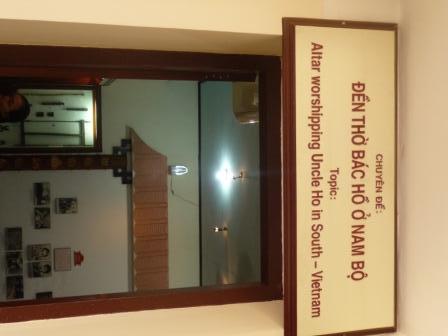 CHUYÊN ĐỀ:
ĐỀN THỜ BÁC HỒ Ở NAM BỘ
Topic:
Altar worshipping Uncle Ho in South – Vietnam